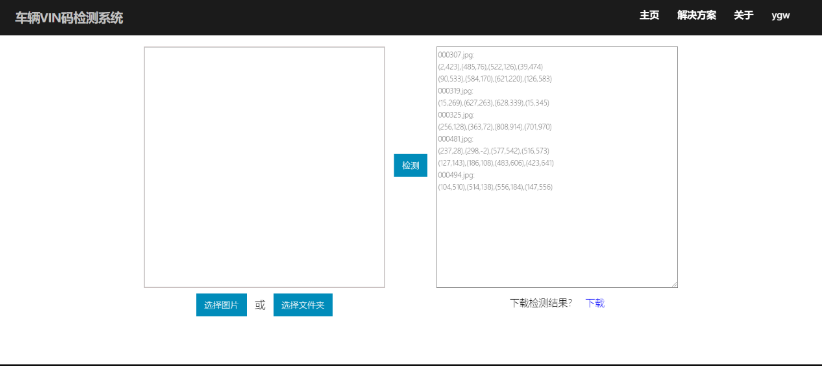 车辆VIN码检测系统
主页 解决方案 关于 ygw
000307.jpg:
(2,423),(485,76),(522,126),(39,474)
(90,533),(584,170),(621,220),(126,583)
000319.jpg:
(15,269),(627,263),(628,339),(15,345)
000325.jpg:
(256,128),(363,72),(808,914),(701,970)
000481.jpg:
(237,28),(298,-2),(577,542),(516,573)
(127,143),(186,108),(483,606),(423,641)
000494.jpg:
(104,510),(514,138),(556,184),(147,556)
检测
选择图片 或 选择文件夹
下载检测结果? 下载